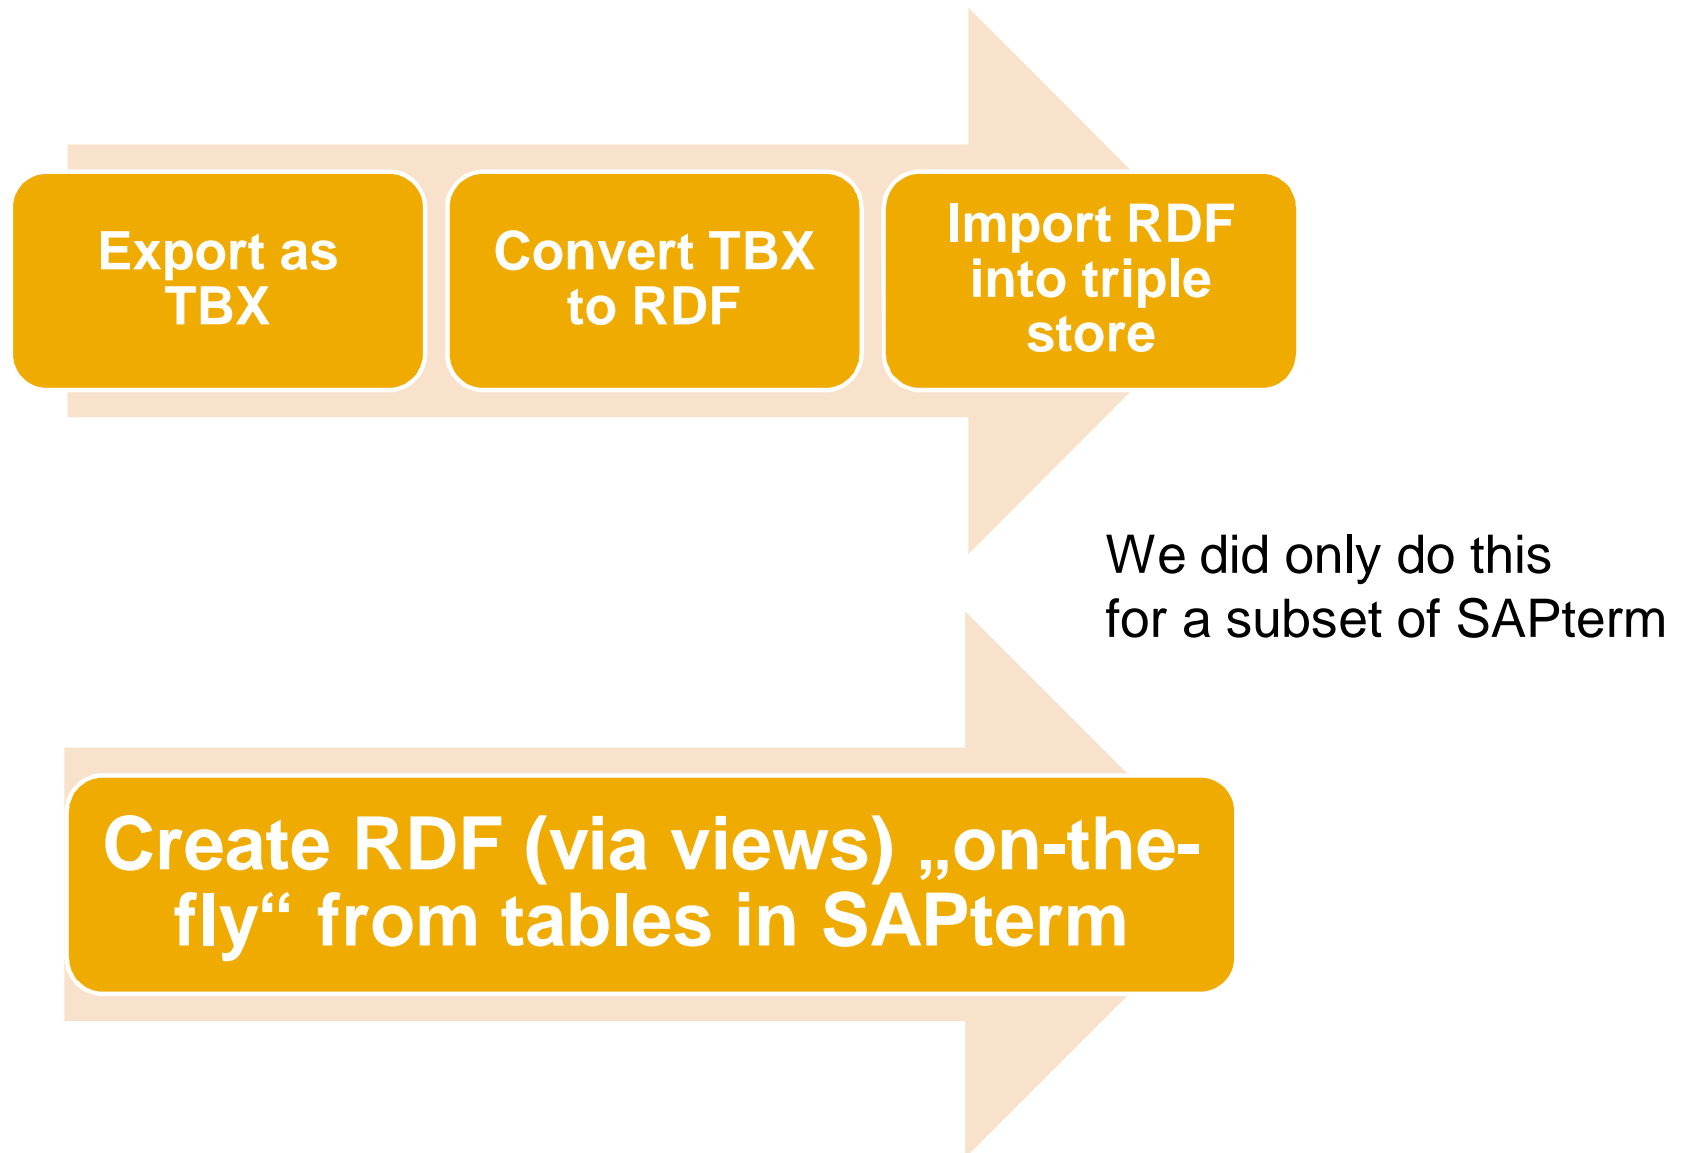 Export as
TBX
Convert TBX
to RDF
Import RDF
into triple
store
We did only do this
for a subset of SAPterm
Create RDF (via views) „on-the-
fly“ from tables in SAPterm